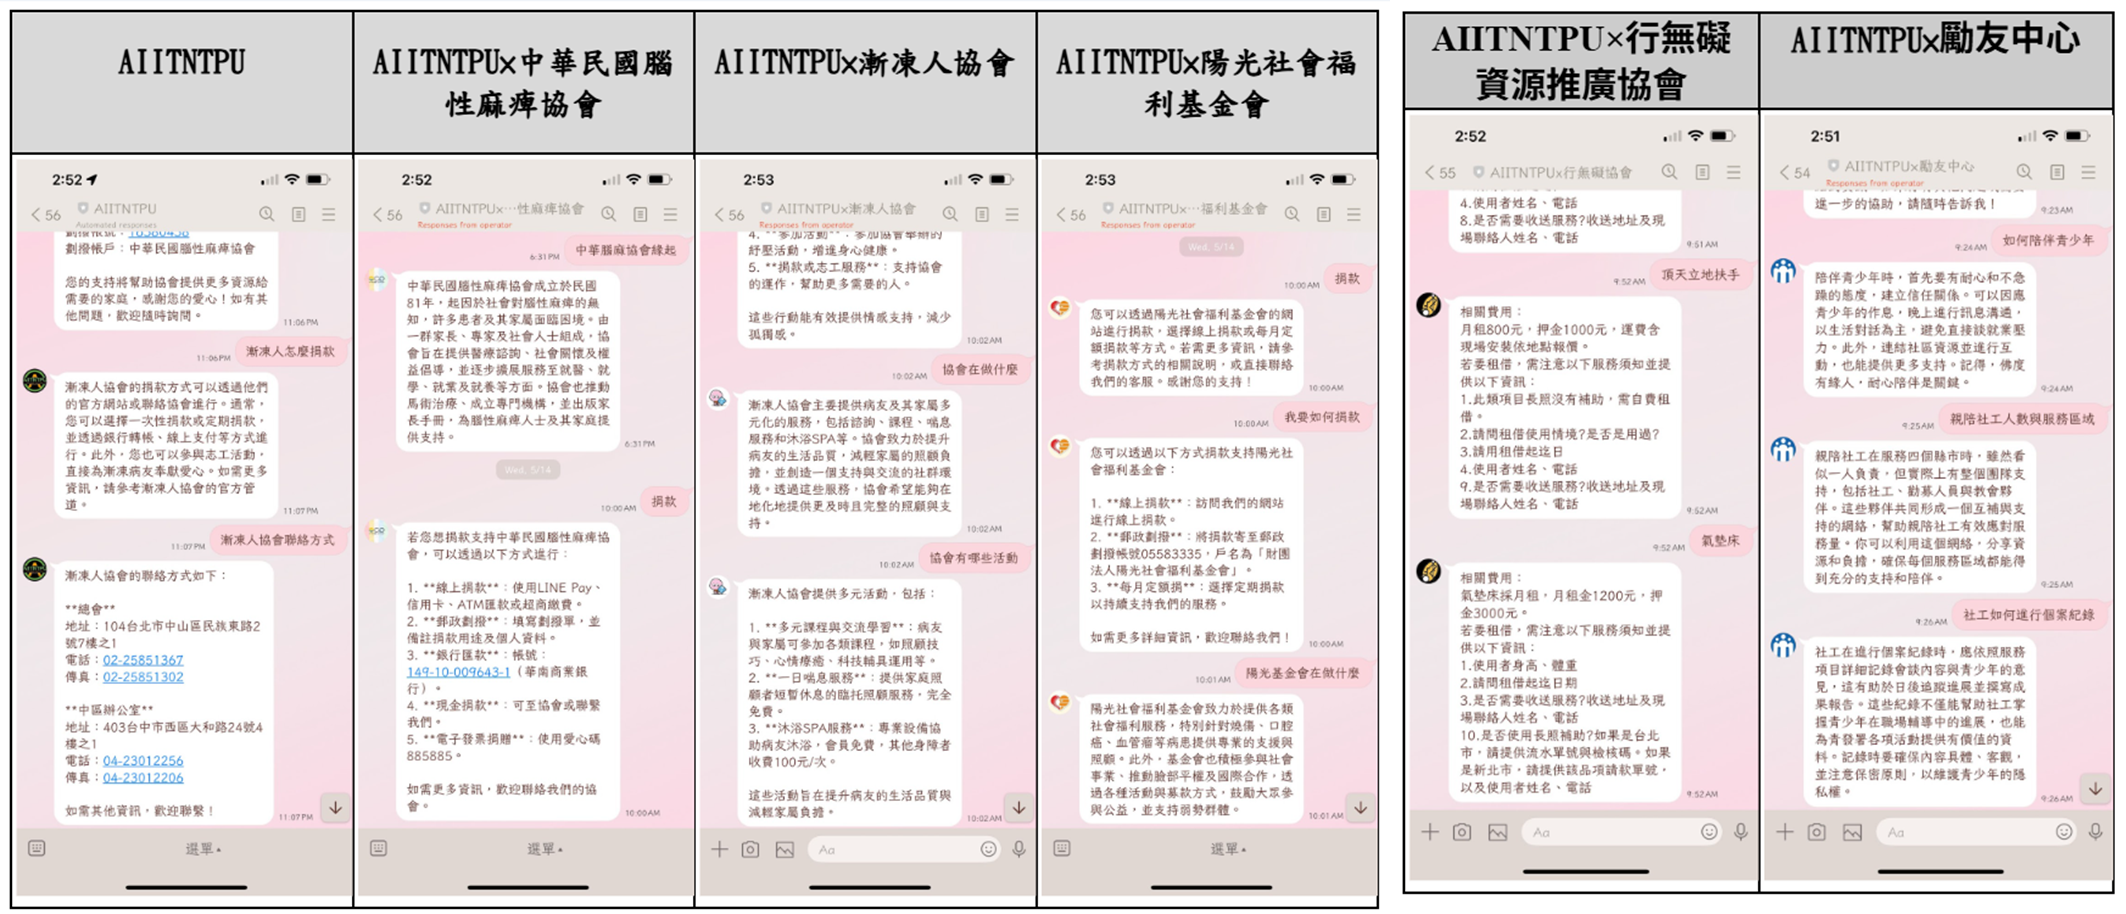 AIITNTPU
2:52
56
AIITNTPU
Automated responses
劃撥帳戶：中華民國腦性麻痺協會
您的支持將幫助協會提供更多資源給
需要的家庭，感謝您的愛心！如有其
他問題，歡迎隨時詢問。
11:06PM
漸凍人怎麼捐款
11:06PM
漸凍人協會的捐款方式可以透過他們
的官方網站或聯絡協會進行。通常，
您可以選擇一次性捐款或定期捐款，
並透過銀行轉帳、線上支付等方式進
行。此外，您也可以參與志工活動，
直接為漸凍病友奉獻愛心。如需更多
資訊，請參考漸凍人協會的官方管
道。
11:07PM
漸凍人協會聯絡方式
11:07PM
漸凍人協會的聯絡方式如下：
**總會**
地址：104台北市中山區民族東路2
號7樓之1
電話：02-25851367
傳真：02-25851302
**中區辦公室**
地址：403台中市西區大和路24號4
樓之1
電話：04-23012256
傳真：04-23012206
如需其他資訊，歡迎聯繫！
11:07PM
選單
AIITNTPU×中華民國腦
性麻痺協會
2:52
56
AIITNTPU×…性麻痺協會
Responses from operator
中華腦麻協會緣起
6:31PM
中華民國腦性麻痺協會成立於民國
81年，起因於社會對腦性麻痺的無
知，許多患者及其家屬面臨困境。由
一群家長、專家及社會人士組成，協
會旨在提供醫療諮詢、社會關懷及權
益倡導，並逐步擴展服務至就醫、就
學、就業及就養等方面。協會也推動
馬術治療、成立專門機構，並出版家
長手冊，為腦性麻痺人士及其家庭提
供支持。
6:31PM
Wed, 5/14
捐款
10:00AM
若您想捐款支持中華民國腦性麻痺協
會，可以透過以下方式進行：
1. **線上捐款**：使用LINE Pay、
信用卡、ATM匯款或超商繳費。
2. **郵政劃撥**：填寫劃撥單，並
備註捐款用途及個人資料。
3. **銀行匯款**：帳號：
149-10-009643-1（華南商業銀
行）。
4. **現金捐款**：可至協會或聯繫
我們。
5. **電子發票捐贈**：使用愛心碼
885885。
如需更多資訊，歡迎聯絡我們的協
會。
10:00AM
選單
AIITNTPU×漸凍人協會
2:53
56
AIITNTPU×漸凍人協會
Responses from operator
4. **參加活動**：參加協會舉辦的
紓壓活動，增進身心健康。
5. **捐款或志工服務**：支持協會
的運作，幫助更多需要的人。
這些行動能有效提供情感支持，減少
孤獨感。
10:02AM
協會在做什麼
10:02AM
漸凍人協會主要提供病友及其家屬多
元化的服務，包括諮詢、課程、喘息
服務和沐浴SPA等。協會致力於提升
病友的生活品質，減輕家屬的照顧負
擔，並創造一個支持與交流的社群環
境。透過這些服務，協會希望能夠在
地化地提供更及時且完整的照顧與支
持。
10:02AM
協會有哪些活動
10:02AM
漸凍人協會提供多元活動，包括：
1. **多元課程與交流學習**：病友
與家屬可參加各類課程，如照顧技
巧、心情療癒、科技輔具運用等。
2. **一日喘息服務**：提供家庭照
顧者短暫休息的臨托照顧服務，完全
免費。
3. **沐浴SPA服務**：專業設備協
助病友沐浴，會員免費，其他身障者
收費100元/次。
這些活動旨在提升病友的生活品質與
減輕家屬負擔。
10:02AM
Aa
AIITNTPU×陽光社會福
利基金會
2:53
56
AIITNTPU×…福利基金會
Responses from operator
Wed, 5/14
捐款
10:00AM
您可以透過陽光社會福利基金會的網
站進行捐款，選擇線上捐款或每月定
額捐款等方式。若需更多資訊，請參
考捐款方式的相關說明，或直接聯絡
我們的客服。感謝您的支持！
10:00AM
我要如何捐款
10:00AM
您可以透過以下方式捐款支持陽光社
會福利基金會：
1. **線上捐款**：訪問我們的網站
進行線上捐款。
2. **郵政劃撥**：將捐款寄至郵政
劃撥帳號05583335，戶名為「財團
法人陽光社會福利基金會」。
3. **每月定額捐**：選擇定期捐款
以持續支持我們的服務。
如需更多詳細資訊，歡迎聯絡我們！
10:00AM
陽光基金會在做什麼
10:01AM
陽光社會福利基金會致力於提供各類
社會福利服務，特別針對燒傷、口腔
癌、血管瘤等病患提供專業的支援與
照顧。此外，基金會也積極參與社會
事業、推動臉部平權及國際合作，透
過各種活動與募款方式，鼓勵大眾參
與公益，並支持弱勢群體。
10:01AM
選單
AIITNTPU×行無礙
資源推廣協會
2:52
55
AIITNTPU×行無礙協會
4.使用者姓名、電話
8.是否需要收送服務?收送地址及現
場聯絡人姓名、電話
9:51AM
頂天立地扶手
9:52AM
相關費用：
月租800元，押金1000元，運費含
現場安裝依地點報價。
若要租借，需注意以下服務須知並提
供以下資訊：
1.此類項目長照沒有補助，需自費租
借。
2.請問租借使用情境?是否是用過?
3.請用租借起迄日
4.使用者姓名、電話
9.是否需要收送服務?收送地址及現
場聯絡人姓名、電話
9:52AM
氣墊床
9:52AM
相關費用：
氣墊床採月租，月租金1200元，押
金3000元。
若要租借，需注意以下服務須知並提
供以下資訊：
1.使用者身高、體重
2.請問租借起迄日期
3.是否需要收送服務?收送地址及現
場聯絡人姓名、電話
10.是否使用長照補助?如果是台北
市，請提供流水單號與檢核碼。如果
是新北市，請提供該品項請款單號，
以及使用者姓名、電話
9:52AM
Aa
AIITNTPU×勵友中心
2:51
54
AIITNTPU×勵友中心
Responses from operator
進一步的協助，請隨時告訴我！
9:23AM
如何陪伴青少年
9:24AM
陪伴青少年時，首先要有耐心和不急
躁的態度，建立信任關係。可以因應
青少年的作息，晚上進行訊息溝通，
以生活對話為主，避免直接談就業壓
力。此外，連結社區資源並進行互
動，也能提供更多支持。記得，佛度
有緣人，耐心陪伴是關鍵。
9:24AM
親陪社工人數與服務區域
9:25AM
親陪社工在服務四個縣市時，雖然看
似一人負責，但實際上有整個團隊支
持，包括社工、勤募人員與教會夥
伴。這些夥伴共同形成一個互補與支
持的網絡，幫助親陪社工有效應對服
務量。你可以利用這個網絡，分享資
源和負擔，確保每個服務區域都能得
到充分的支持和陪伴。
9:25AM
社工如何進行個案紀錄
9:26AM
社工在進行個案紀錄時，應依照服務
項目詳細記錄會談內容與青少年的意
見，這有助於日後追蹤進展並撰寫成
果報告。這些紀錄不僅能幫助社工掌
握青少年在職場輔導中的進展，也能
為青發署各項活動提供有價值的資
料。記錄時要確保內容具體、客觀，
並注意保密原則，以維護青少年的隱
私權。
9:26AM
Aa